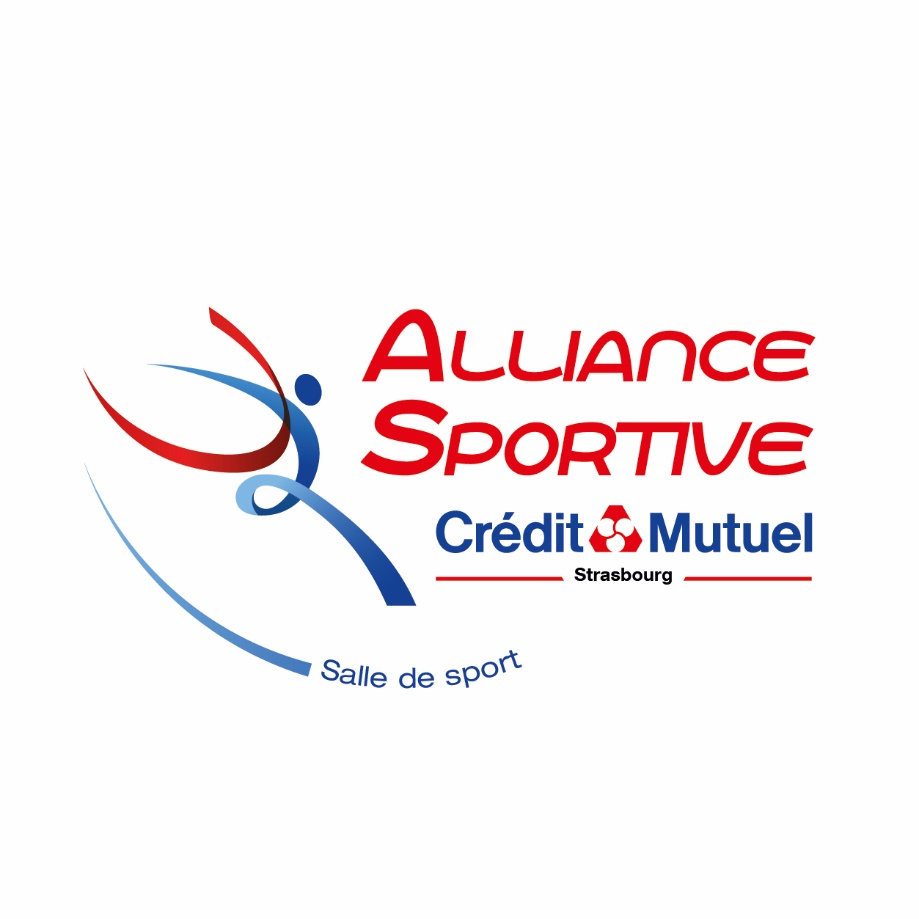 ALLIANCE
SPORTIVE
Crédit Mutuel
Strasbourg
Salle de sport